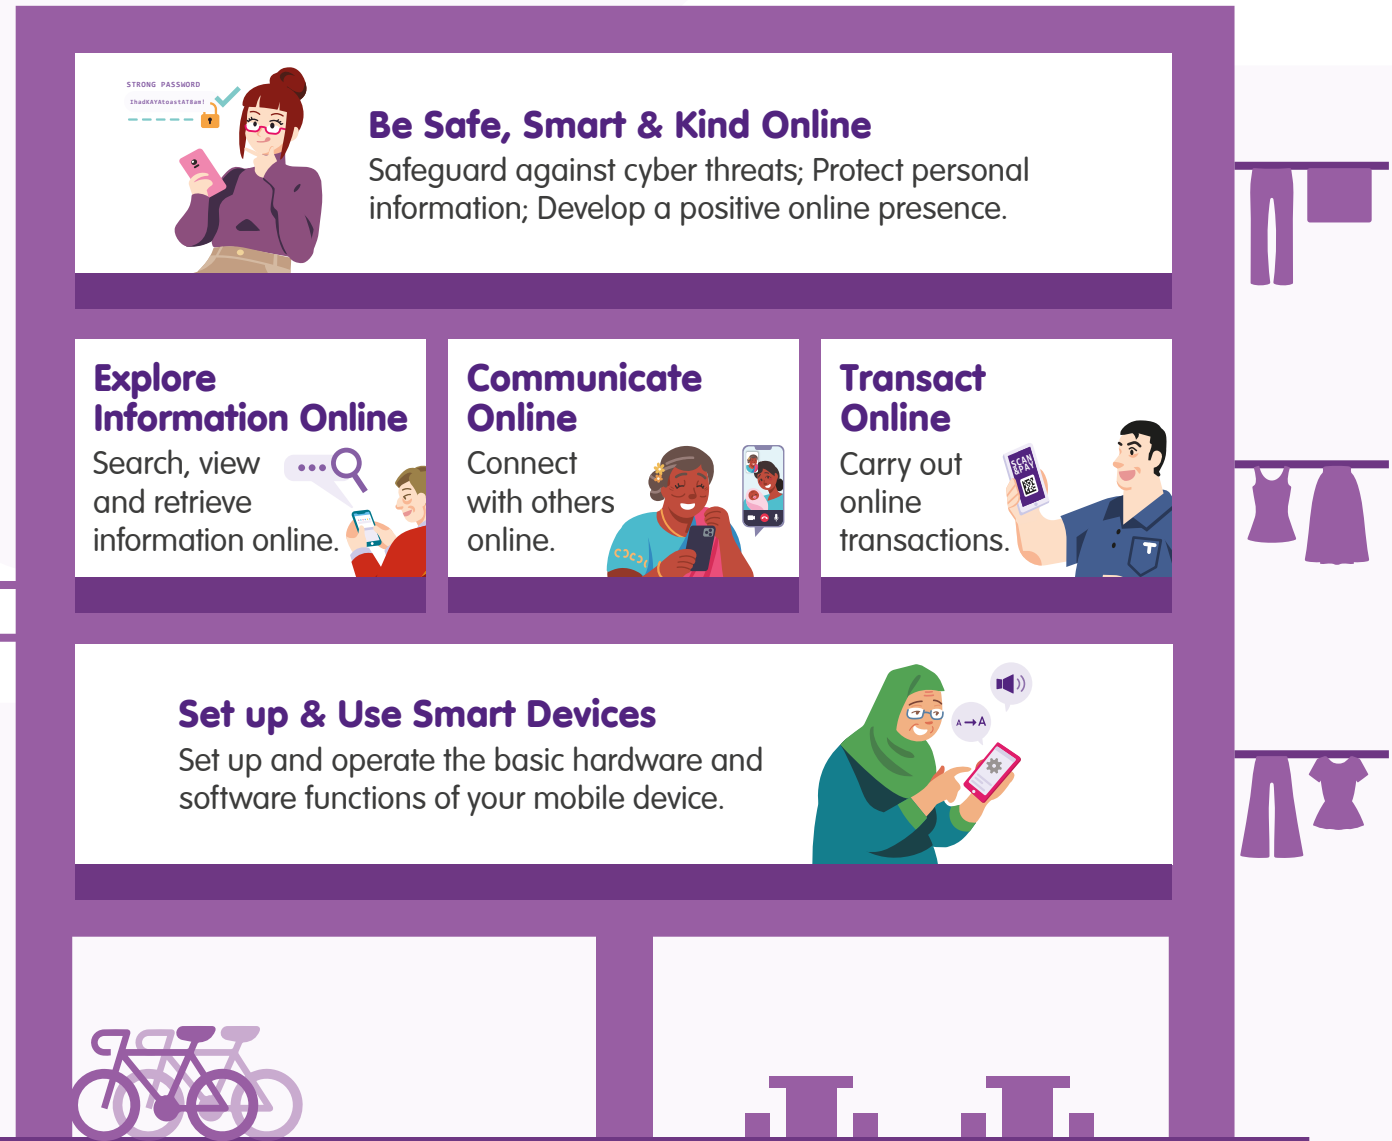 STRONG PASSWORD
IhadKAYAtoastAT8am!
Be Safe, Smart & Kind Online
Safeguard against cyber threats; Protect personal
information; Develop a positive online presence.
Explore
Information Online
Search, view
and retrieve
information online.
Communicate
Online
Connect
with others
online.
Transact
Online
Carry out
online
transactions.
SCAN
&PAY
Set up & Use Smart Devices
Set up and operate the basic hardware and
software functions of your mobile device.
A→A